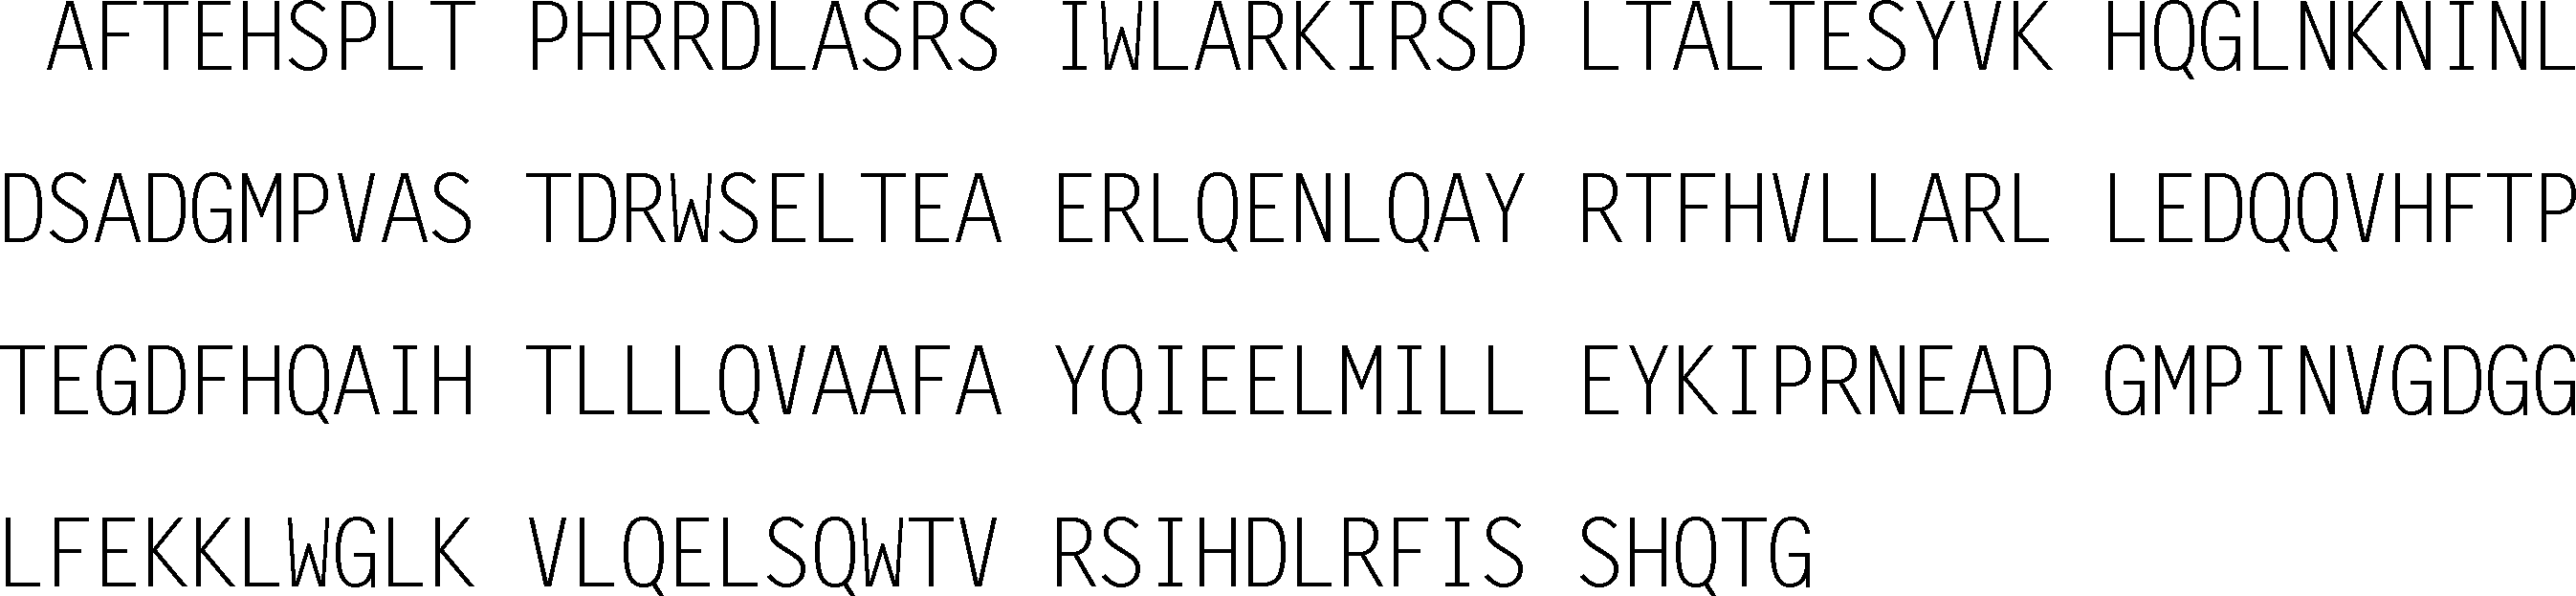 AFTEHSPLT PHRRDLASRS IWLARKIRSD LTALTESYVK HQGLNKNINL
DSADGMPVAS TDRWSELTEA ERLQENLQAY RTFHVLLARL LEDQQVHFTP
TEGDFHQAIH TLLLQVAAFA YQIEELMILL EYKIPRNEAD GMPINVGDGG
LFEKKLWGLK VLQELSQWTV RSIHDLRFIS SHQTG